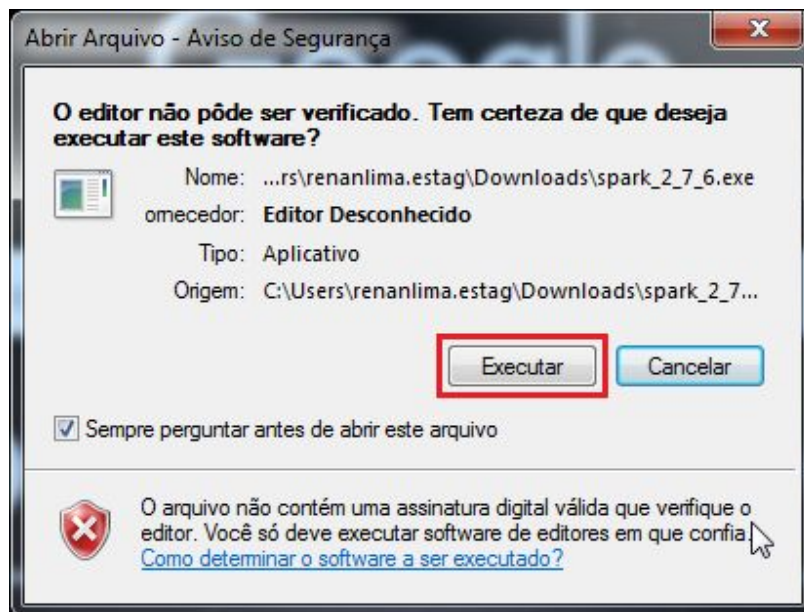 Abrir Arquivo - Aviso de Segurança
Google
O editor não pôde ser verificado. Tem certeza de que deseja
executar este software?
Nome: ...rs\renanlima.estag\Downloads\spark_2_7_6.exe
ornecedor: Editor Desconhecido
Tipo: Aplicativo
Origem: C:\Users\renanlima.estag\Downloads\spark_2_7...
Executar Cancelar
Sempre perguntar antes de abrir este arquivo
O arquivo não contém uma assinatura digital válida que verifique o
editor. Você só deve executar software de editores em que confia.
Como determinar o software a ser executado?